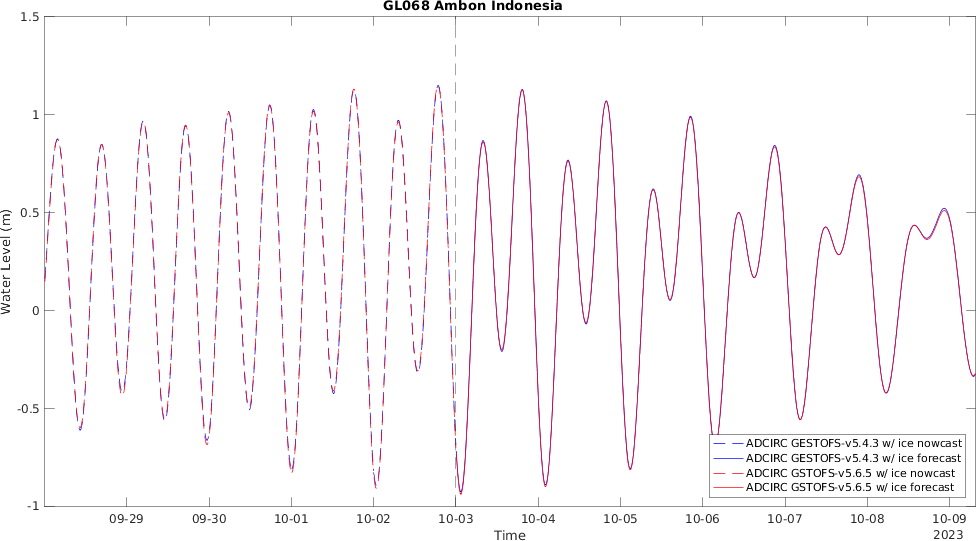 GL068 Ambon Indonesia
1.5
1
0.5
0
-0.5
-1
Water Level (m)
09-29 09-30 10-01 10-02 10-03 10-04 10-05 10-06 10-07 10-08 10-09
Time
2023
ADCIRC GESTOFS-v5.4.3 w/ ice nowcast
ADCIRC GESTOFS-v5.4.3 w/ ice forecast
ADCIRC GSTOFS-v5.6.5 w/ ice nowcast
ADCIRC GSTOFS-v5.6.5 w/ ice forecast